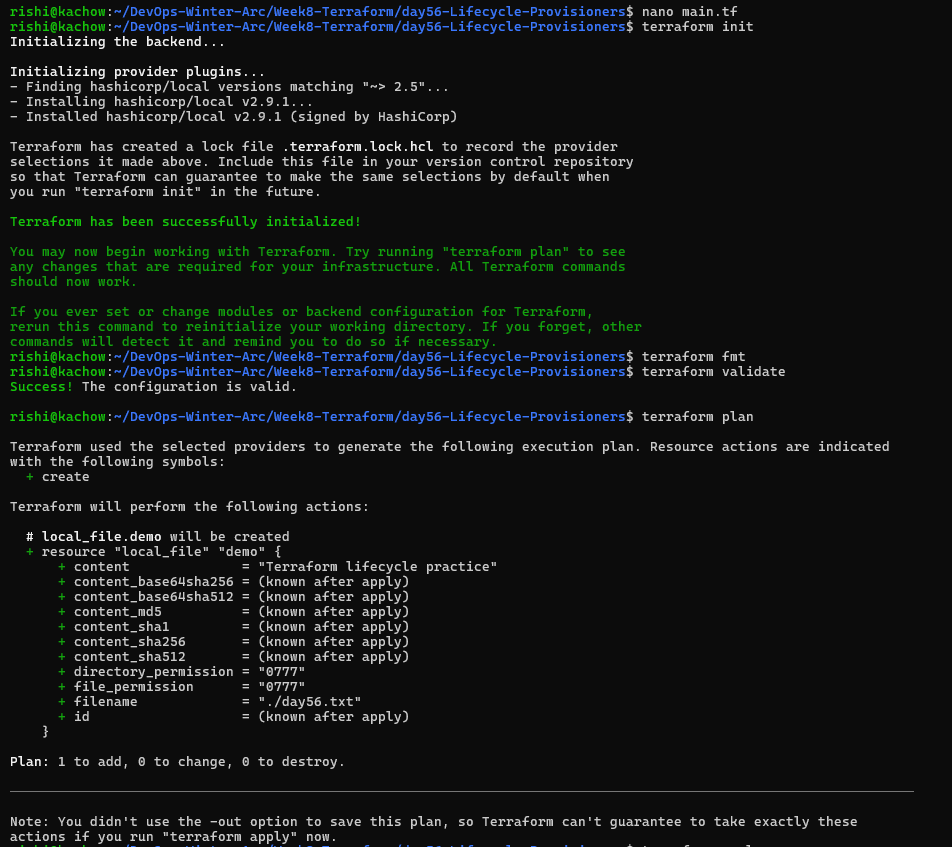 rishi@kachow:~/DevOps-Winter-Arc/Week8-Terraform/day56-Lifecycle-Provisioners$ nano main.tf
rishi@kachow:~/DevOps-Winter-Arc/Week8-Terraform/day56-Lifecycle-Provisioners$ terraform init
Initializing the backend...

Initializing provider plugins...
- Finding hashicorp/local versions matching "~> 2.5"...
- Installing hashicorp/local v2.9.1...
- Installed hashicorp/local v2.9.1 (signed by HashiCorp)

Terraform has created a lock file .terraform.lock.hcl to record the provider
selections it made above. Include this file in your version control repository
so that Terraform can guarantee to make the same selections by default when
you run "terraform init" in the future.

Terraform has been successfully initialized!

You may now begin working with Terraform. Try running "terraform plan" to see
any changes that are required for your infrastructure. All Terraform commands
should now work.

If you ever set or change modules or backend configuration for Terraform,
rerun this command to reinitialize your working directory. If you forget, other
commands will detect it and remind you to do so if necessary.
rishi@kachow:~/DevOps-Winter-Arc/Week8-Terraform/day56-Lifecycle-Provisioners$ terraform fmt
rishi@kachow:~/DevOps-Winter-Arc/Week8-Terraform/day56-Lifecycle-Provisioners$ terraform validate
Success! The configuration is valid.

rishi@kachow:~/DevOps-Winter-Arc/Week8-Terraform/day56-Lifecycle-Provisioners$ terraform plan

Terraform used the selected providers to generate the following execution plan. Resource actions are indicated
with the following symbols:
  + create

Terraform will perform the following actions:

  # local_file.demo will be created
  + resource "local_file" "demo" {
      + content              = "Terraform lifecycle practice"
      + content_base64sha256 = (known after apply)
      + content_base64sha512 = (known after apply)
      + content_md5          = (known after apply)
      + content_sha1         = (known after apply)
      + content_sha256       = (known after apply)
      + content_sha512       = (known after apply)
      + directory_permission = "0777"
      + file_permission      = "0777"
      + filename             = "./day56.txt"
      + id                   = (known after apply)
    }

Plan: 1 to add, 0 to change, 0 to destroy.

Note: You didn't use the -out option to save this plan, so Terraform can't guarantee to take exactly these
actions if you run "terraform apply" now.